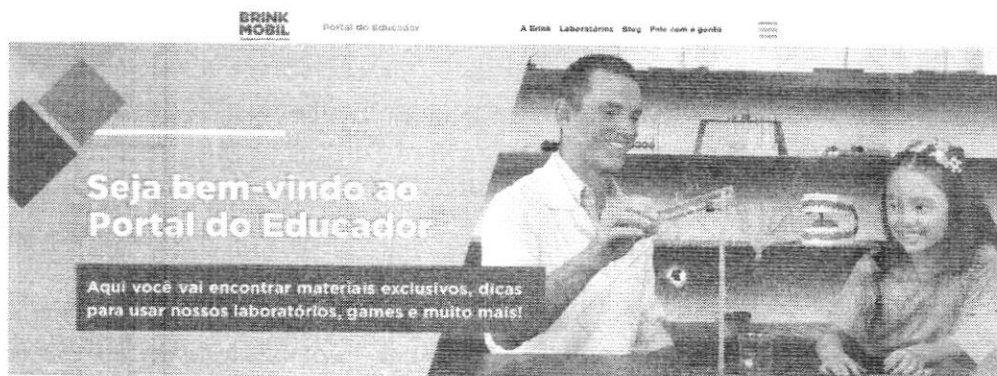 BRINK
MOBIL
Portal do Educador
A Brink Laboratórios Blog Fale com a gente
Seja bem-vindo ao
Portal do Educador
Aqui você vai encontrar materiais exclusivos, dicas
para usar nossos laboratórios, games e muito mais!